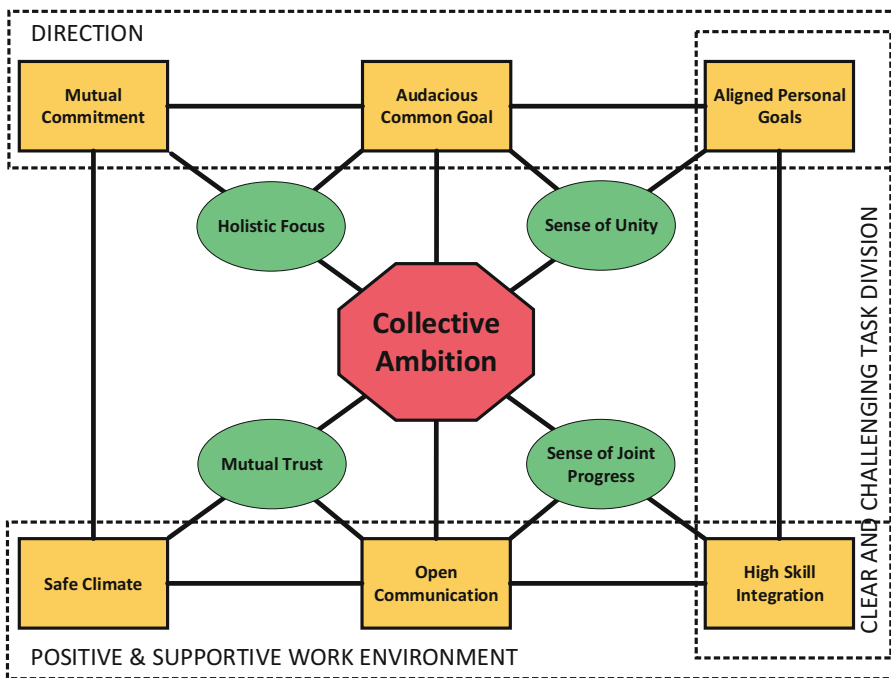 DIRECTION
Mutual
Commitment
Audacious
Common Goal
Aligned Personal
Goals
Holistic Focus
Sense of Unity
Collective
Ambition
CLEAR AND CHALLENGING TASK DIVISION
Mutual Trust
Sense of Joint
Progress
Safe Climate
Open
Communication
High Skill
Integration
POSITIVE & SUPPORTIVE WORK ENVIRONMENT